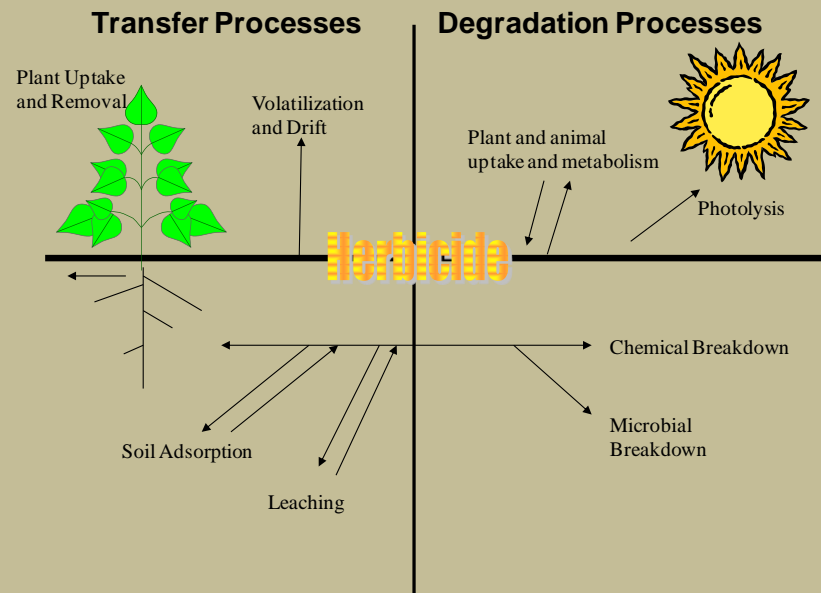 Transfer Processes
Degradation Processes
Plant Uptake
and Removal
Volatilization
and Drift
Plant and animal
uptake and metabolism
Photolysis
Herbicide
Chemical Breakdown
Microbial
Breakdown
Soil Adsorption
Leaching